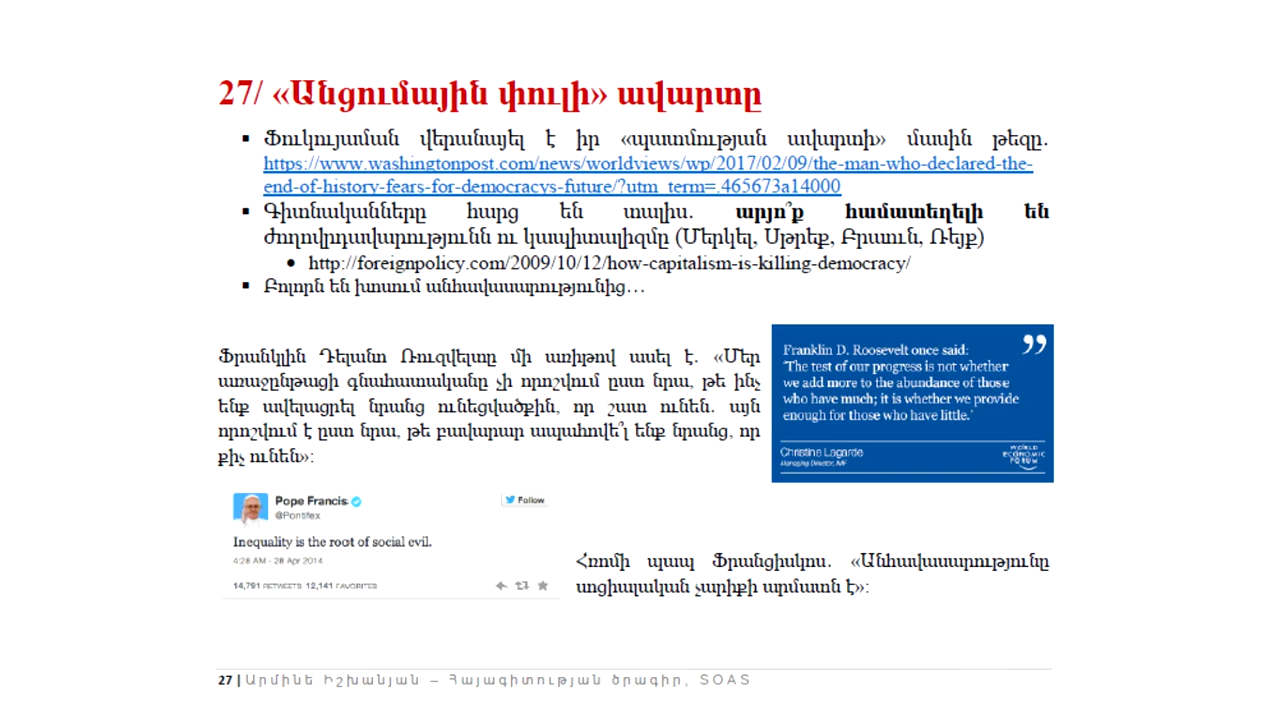 27/ «Անցումային փուլի» ավարտը
▪ Ֆուկույաման վերանայել է իր «պատմության ավարտի» մասին թեզը.
https://www.washingtonpost.com/news/worldviews/wp/2017/02/09/the-man-who-declared-the-
end-of-history-fears-for-democracys-future/?utm_term=.465673a14000
▪ Գիտնականները հարց են տալիս. արյո՞ք համատեղելի են
ժողովրդավարությունն ու կապիտալիզմը (Մերկել, Սթրեք, Բրաուն, Ռեյք)
• http://foreignpolicy.com/2009/10/12/how-capitalism-is-killing-democracy/
▪ Բոլորն են խոսում անհավասարությունից…
Ֆրանկլին Դելանո Ռուզվելտը մի առիթով ասել է. «Մեր
առաջընթացի գնահատականը չի որոշվում ըստ նրա, թե ինչ
ենք ավելացրել նրանց ունեցվածքին, որ շատ ունեն. այն
որոշվում է ըստ նրա, թե բավարար ապահովե՞լ ենք նրանց, որ
քիչ ունեն»:
”
Franklin D. Roosevelt once said:
'The test of our progress is not whether
we add more to the abundance of those
who have much; it is whether we provide
enough for those who have little.'
Christine Lagarde
Managing Director, IMF
WORLD
ECONOMIC
FORUM
Pope Francis
@Pontifex
Follow
Inequality is the root of social evil.
4:28 AM - 28 Apr 2014
14,791 RETWEETS 12,141 FAVORITES
Հռոմի պապ Ֆրանցիսկոս. «Անհավասարությունը
սոցիալական չարիքի արմատն է»:
27 | Արմինե Իշխանյան – Հայագիտության ծրագիր, SOAS